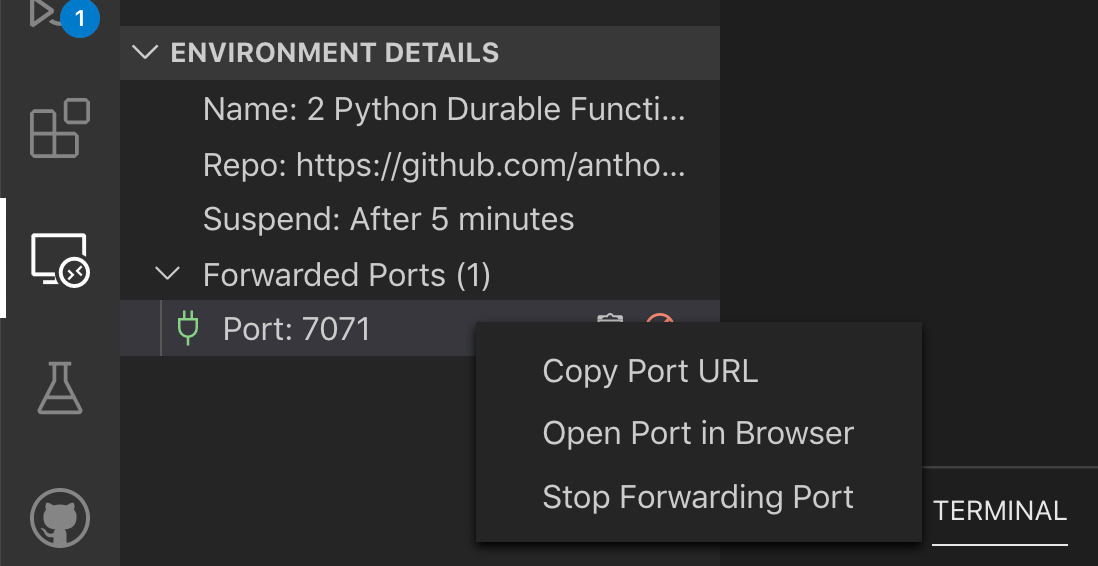 1
ENVIRONMENT DETAILS
Name: 2 Python Durable Functi...
Repo: https://github.com/antho...
Suspend: After 5 minutes
Forwarded Ports (1)
Port: 7071
Copy Port URL
Open Port in Browser
Stop Forwarding Port
TERMINAL